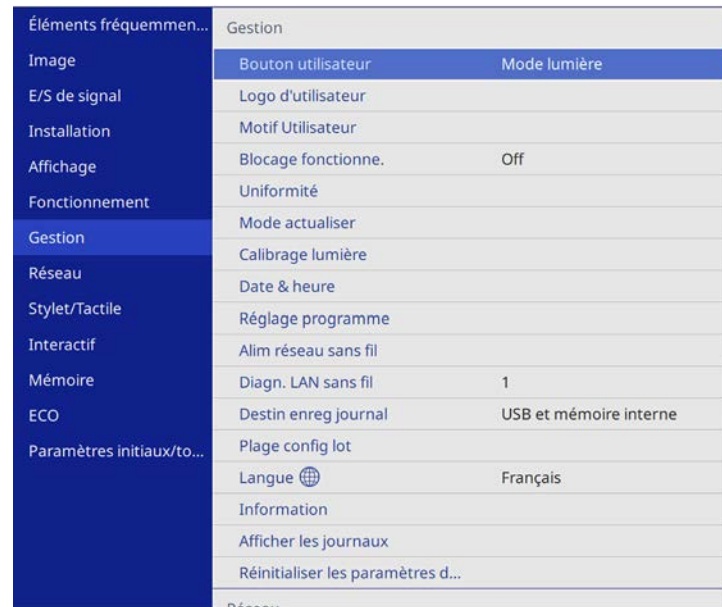 Éléments fréquemmen...
Image
E/S de signal
Installation
Affichage
Fonctionnement
Gestion
Réseau
Stylet/Tactile
Interactif
Mémoire
ECO
Paramètres initiaux/to...
Gestion
Bouton utilisateur Mode lumière
Logo d'utilisateur
Motif Utilisateur
Blocage fonctionne. Off
Uniformité
Mode actualiser
Calibrage lumière
Date & heure
Réglage programme
Alim réseau sans fil
Diagn. LAN sans fil 1
Destin enreg journal USB et mémoire interne
Plage config lot
Langue Français
Information
Afficher les journaux
Réinitialiser les paramètres d...
Réseau